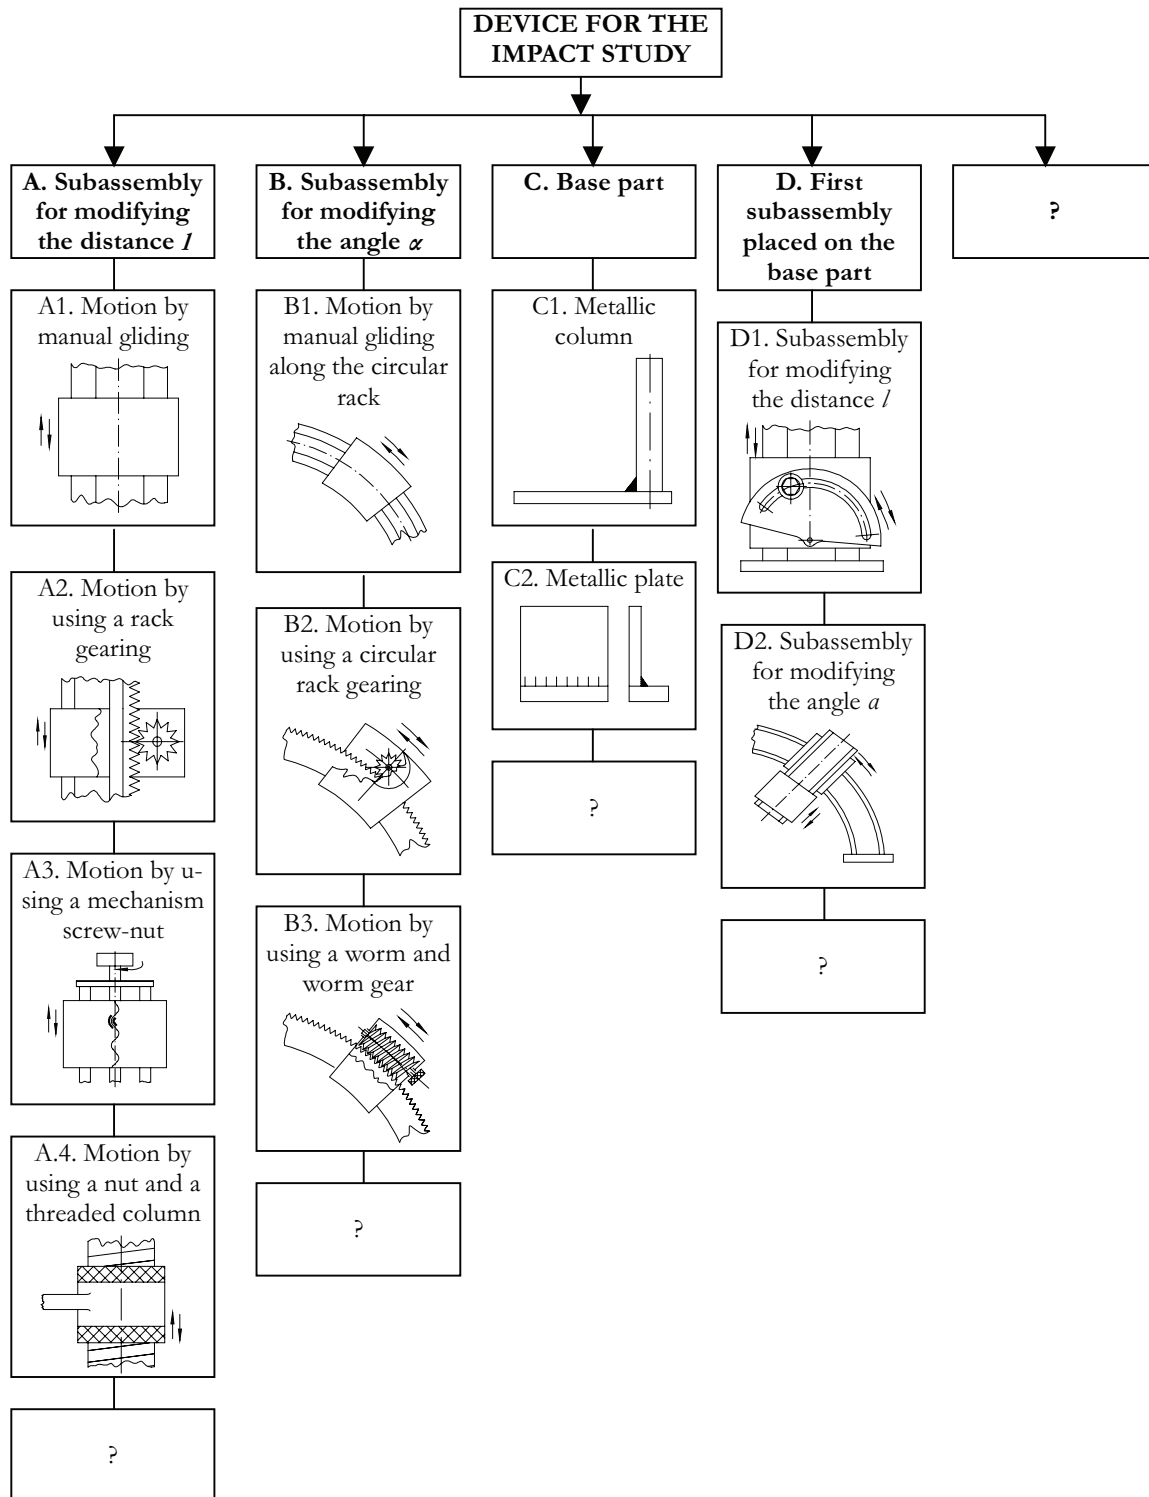 DEVICE FOR THE
IMPACT STUDY
A. Subassembly
for modifying
the distance l
A1. Motion by
manual gliding
A2. Motion by
using a rack
gearing
A3. Motion by u-
sing a mechanism
screw-nut
A.4. Motion by
using a nut and a
threaded column
?
B. Subassembly
for modifying
the angle α
B1. Motion by
manual gliding
along the circular
rack
B2. Motion by
using a circular
rack gearing
B3. Motion by
using a worm and
worm gear
?
C. Base part
C1. Metallic
column
C2. Metallic plate
?
D. First
subassembly
placed on the
base part
D1. Subassembly
for modifying
the distance l
D2. Subassembly
for modifying
the angle a
?
?